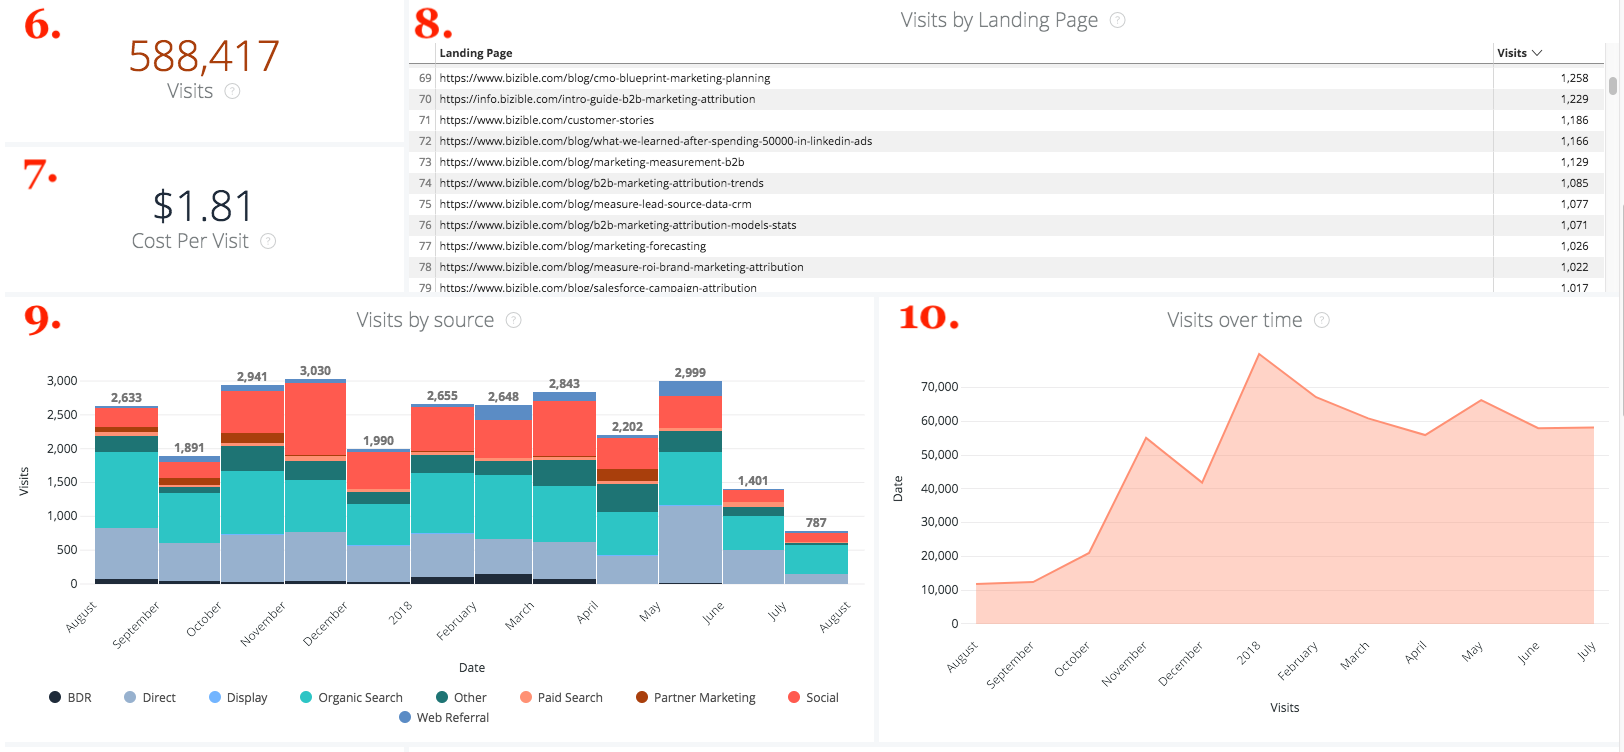 6.
588,417
Visits ?
7.
$1.81
Cost Per Visit ?
8.
Visits by Landing Page ?
Landing Page Visits
69 https://www.bizible.com/blog/cmo-blueprint-marketing-planning 1,258
70 https://info.bizible.com/intro-guide-b2b-marketing-attribution 1,229
71 https://www.bizible.com/customer-stories 1,186
72 https://www.bizible.com/blog/what-we-learned-after-spending-50000-in-linkedin-ads 1,166
73 https://www.bizible.com/blog/marketing-measurement-b2b 1,129
74 https://www.bizible.com/blog/b2b-marketing-attribution-trends 1,085
75 https://www.bizible.com/blog/measure-lead-source-data-crm 1,077
76 https://www.bizible.com/blog/b2b-marketing-attribution-models-stats 1,071
77 https://www.bizible.com/blog/marketing-forecasting 1,026
78 https://www.bizible.com/blog/measure-roi-brand-marketing-attribution 1,022
79 https://www.bizible.com/blog/salesforce-campaign-attribution 1,017
9.
Visits by source ?
Visits
3,000
2,500
2,000
1,500
1,000
500
0
2,633
1,891
2,941
3,030
1,990
2,655
2,648
2,843
2,202
2,999
1,401
787
August
September
October
November
December
2018
February
March
April
May
June
July
August
Date
BDR Direct Display Organic Search Other Paid Search Partner Marketing Social
Web Referral
10.
Visits over time ?
Date
70,000
60,000
50,000
40,000
30,000
20,000
10,000
0
August
September
October
November
December
2018
February
March
April
May
June
July
Visits